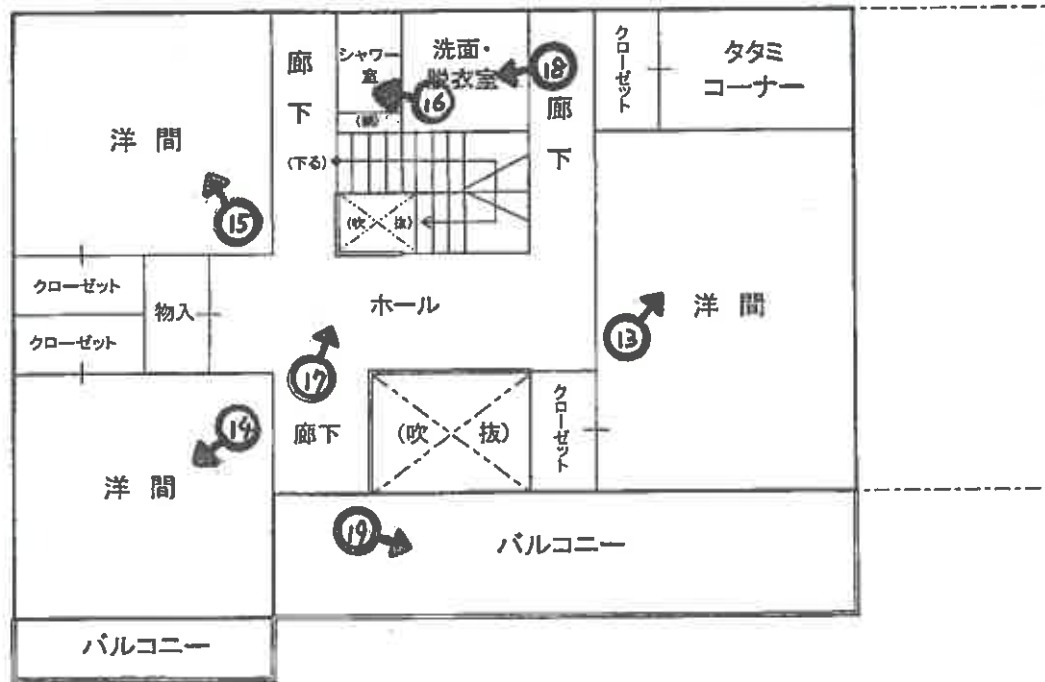 廊下
シャワー
室
洗面・
脱衣室
18
16
廊下
クローゼット
タタミ
コーナー
洋間
15
(下る)
(吹抜)
クローゼット
物入
クローゼット
ホール
17
13
洋間
14
洋間
廊下
(吹抜)
クローゼット
19
バルコニー
バルコニー